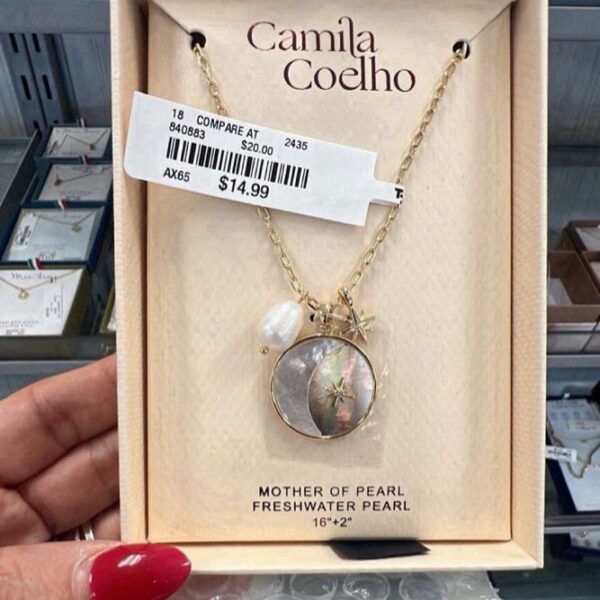 Camila
Coelho
18 COMPARE AT 2435
840883 $20.00
AX65 $14.99
MOTHER OF PEARL
FRESHWATER PEARL
16"+2"